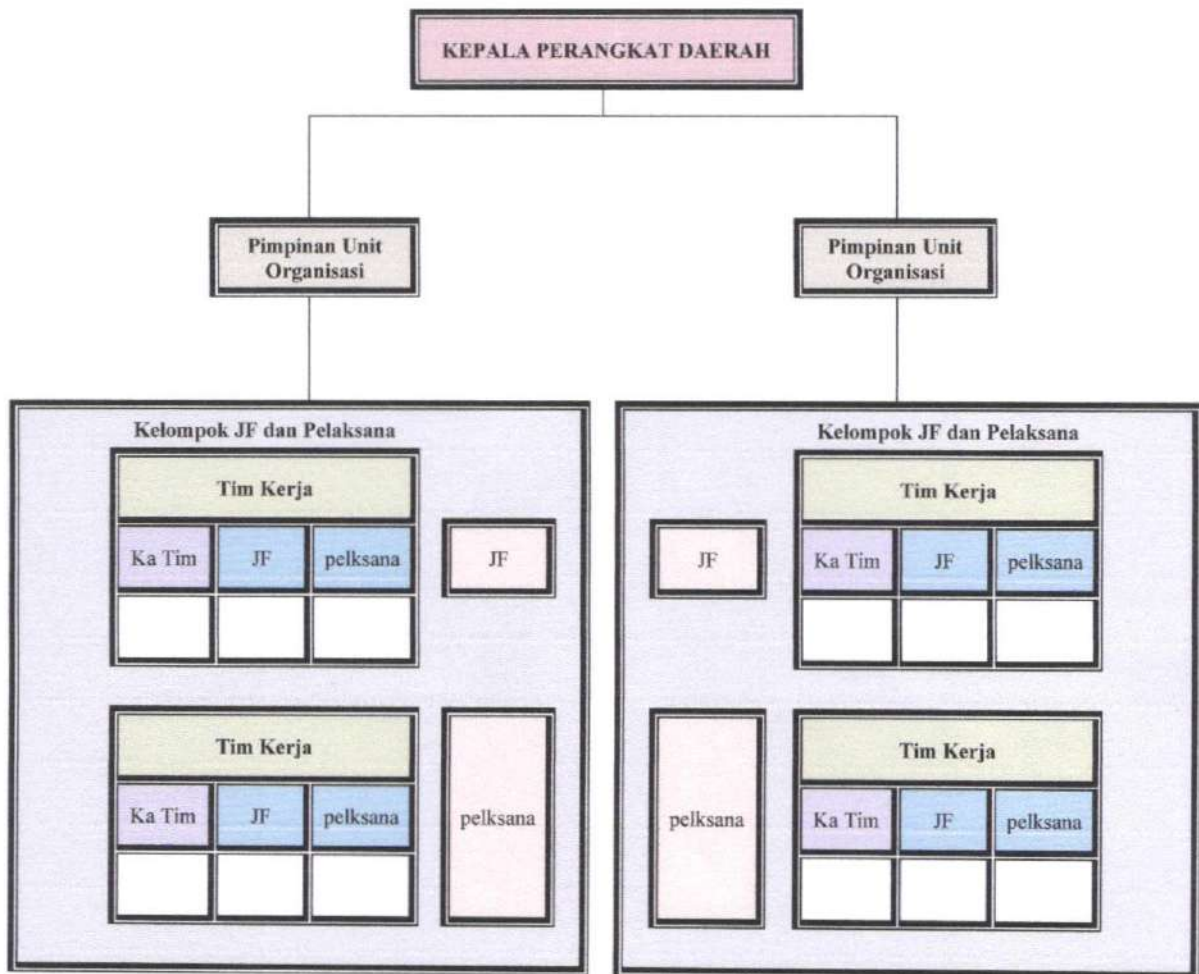 KEPALA PERANGKAT DAERAH
Pimpinan Unit
Organisasi
Pimpinan Unit
Organisasi
Kelompok JF dan Pelaksana
Tim Kerja
Ka Tim
JF
pelksana
JF
Tim Kerja
Ka Tim
JF
pelksana
pelksana
Kelompok JF dan Pelaksana
JF
Tim Kerja
Ka Tim
JF
pelksana
pelksana
Tim Kerja
Ka Tim
JF
pelksana